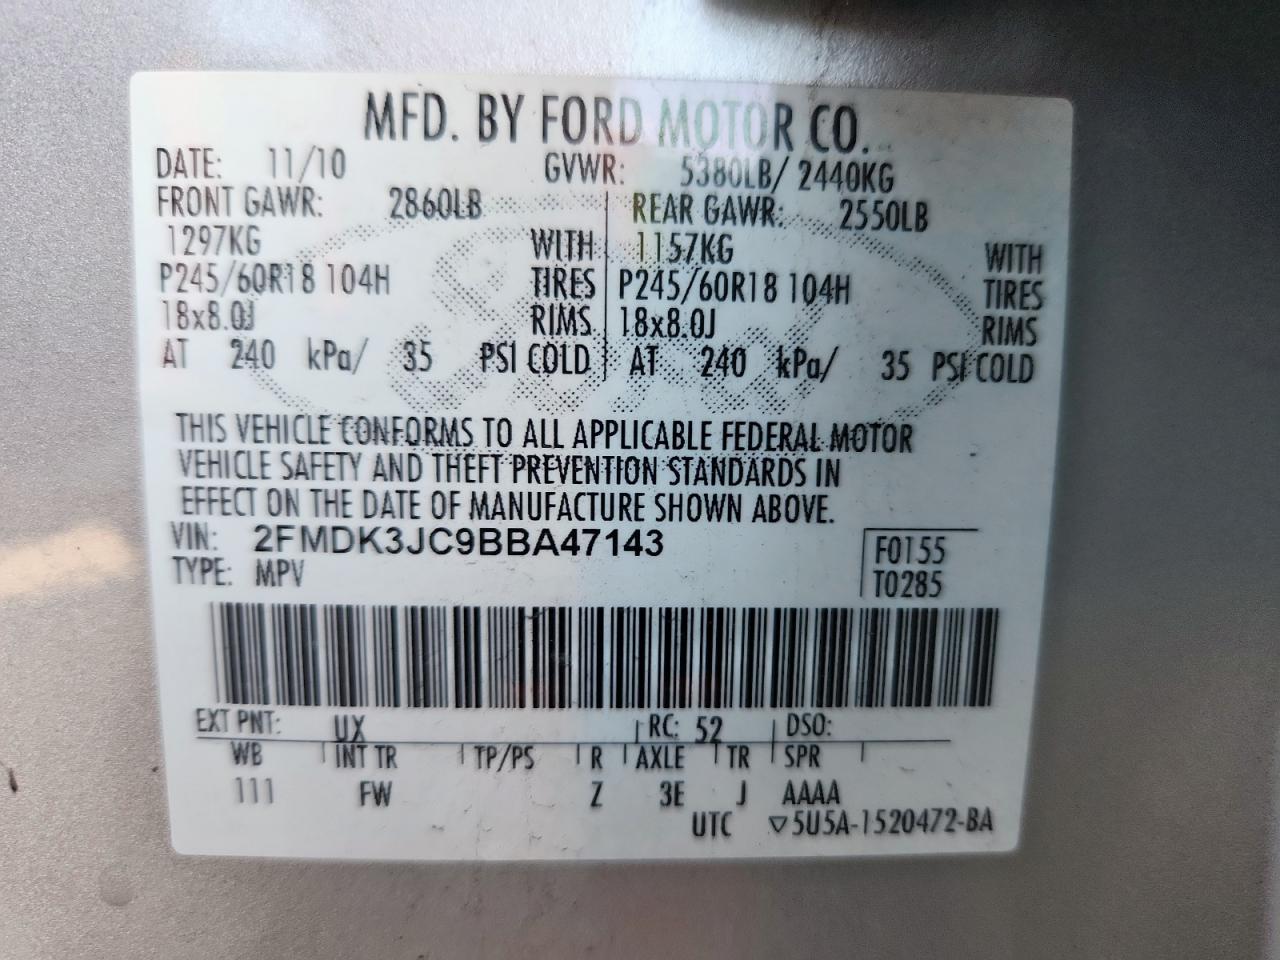 MFD. BY FORD MOTOR CO.
DATE: 11/10 GVWR: 5380LB/ 2440KG
FRONT GAWR: 2860LB REAR GAWR: 2550LB
1297KG WITH 1157KG WITH
P245/60R18 104H TIRES P245/60R18 104H TIRES
18x8.0J RIMS 18x8.0J RIMS
AT 240 kPa/ 35 PSI COLD AT 240 kPa/ 35 PSI COLD
THIS VEHICLE CONFORMS TO ALL APPLICABLE FEDERAL MOTOR
VEHICLE SAFETY AND THEFT PREVENTION STANDARDS IN
EFFECT ON THE DATE OF MANUFACTURE SHOWN ABOVE.
VIN: 2FMDK3JC9BBA47143 F0155
TYPE: MPV T0285
EXT PNT: UX RC: 52 DSO:
WB INT TR TP/PS R AXLE TR SPR
111 FW Z 3E J AAAA
UTC ▽5U5A-1520472-BA